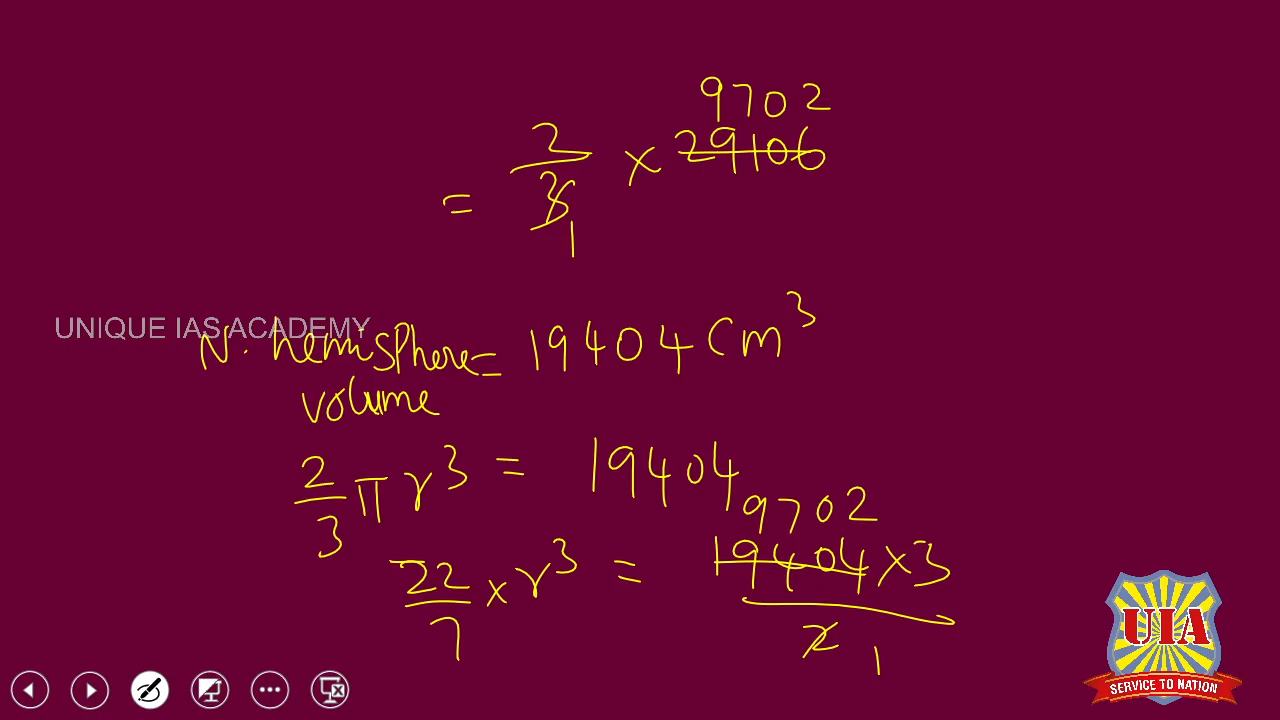 9702
= 2/3 × 29106
1
UNIQUE IAS ACADEMY
N. hemisphere = 19404 Cm³
volume
2/3 π r³ = 19404
9702
22/7 × r³ = 19404 × 3 / 2
1
UIA
SERVICE TO NATION